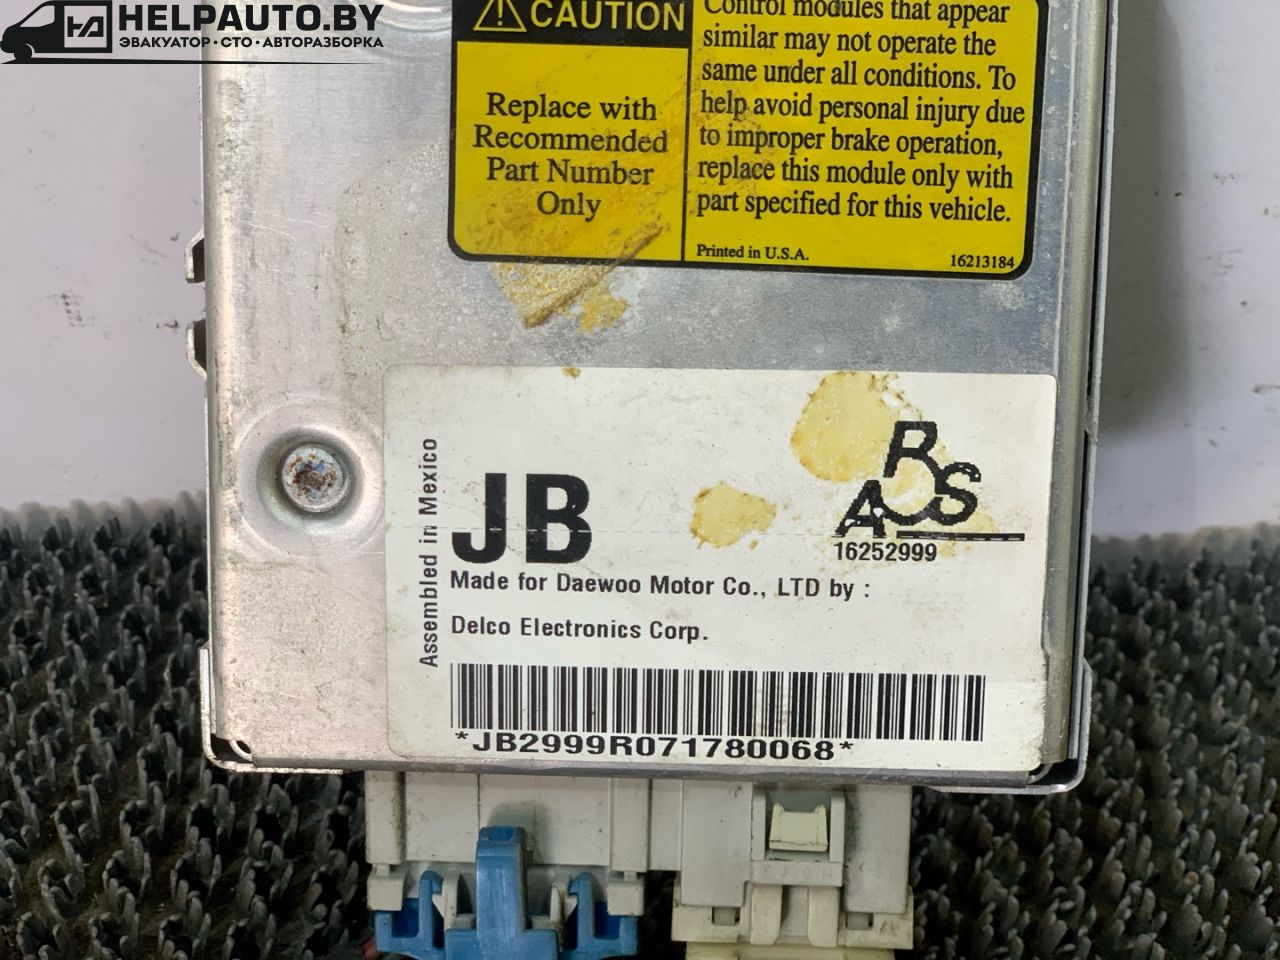 HELPAUTO.BY
ЭВАКУАТОР·СТО·АВТОРАЗБОРКА
CAUTION
Replace with
Recommended
Part Number
Only
Control modules that appear
similar may not operate the
same under all conditions. To
help avoid personal injury due
to improper brake operation,
replace this module only with
part specified for this vehicle.
Printed in U.S.A.
16213184
Assembled in Mexico
JB
ABS
16252999
Made for Daewoo Motor Co., LTD by :
Delco Electronics Corp.
*JB2999R071780068*